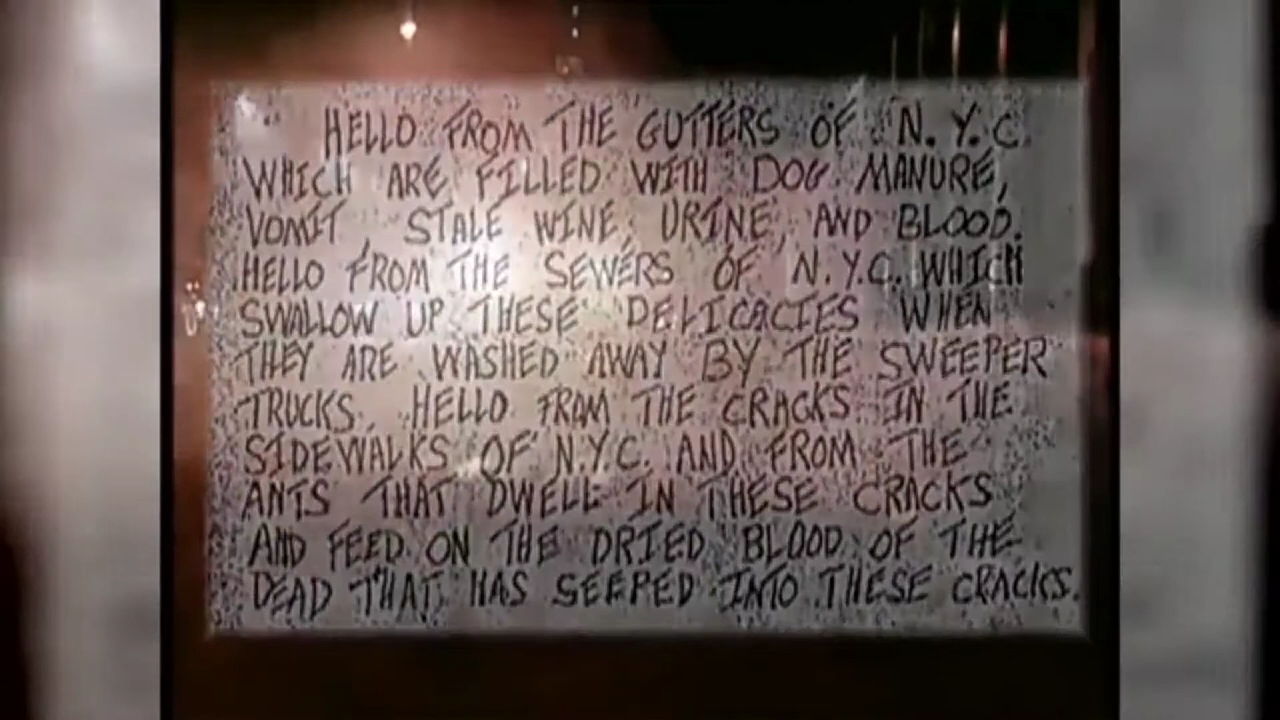 HELLO FROM THE GUTTERS OF N.Y.C.
WHICH ARE FILLED WITH DOG MANURE,
VOMIT, STALE WINE, URINE, AND BLOOD.
HELLO FROM THE SEWERS OF N.Y.C. WHICH
SWALLOW UP THESE DELICACIES WHEN
THEY ARE WASHED AWAY BY THE SWEEPER
TRUCKS. HELLO FROM THE CRACKS IN THE
SIDEWALKS OF N.Y.C. AND FROM THE
ANTS THAT DWELL IN THESE CRACKS
AND FEED ON THE DRIED BLOOD OF THE
DEAD THAT HAS SEEPED INTO THESE CRACKS.